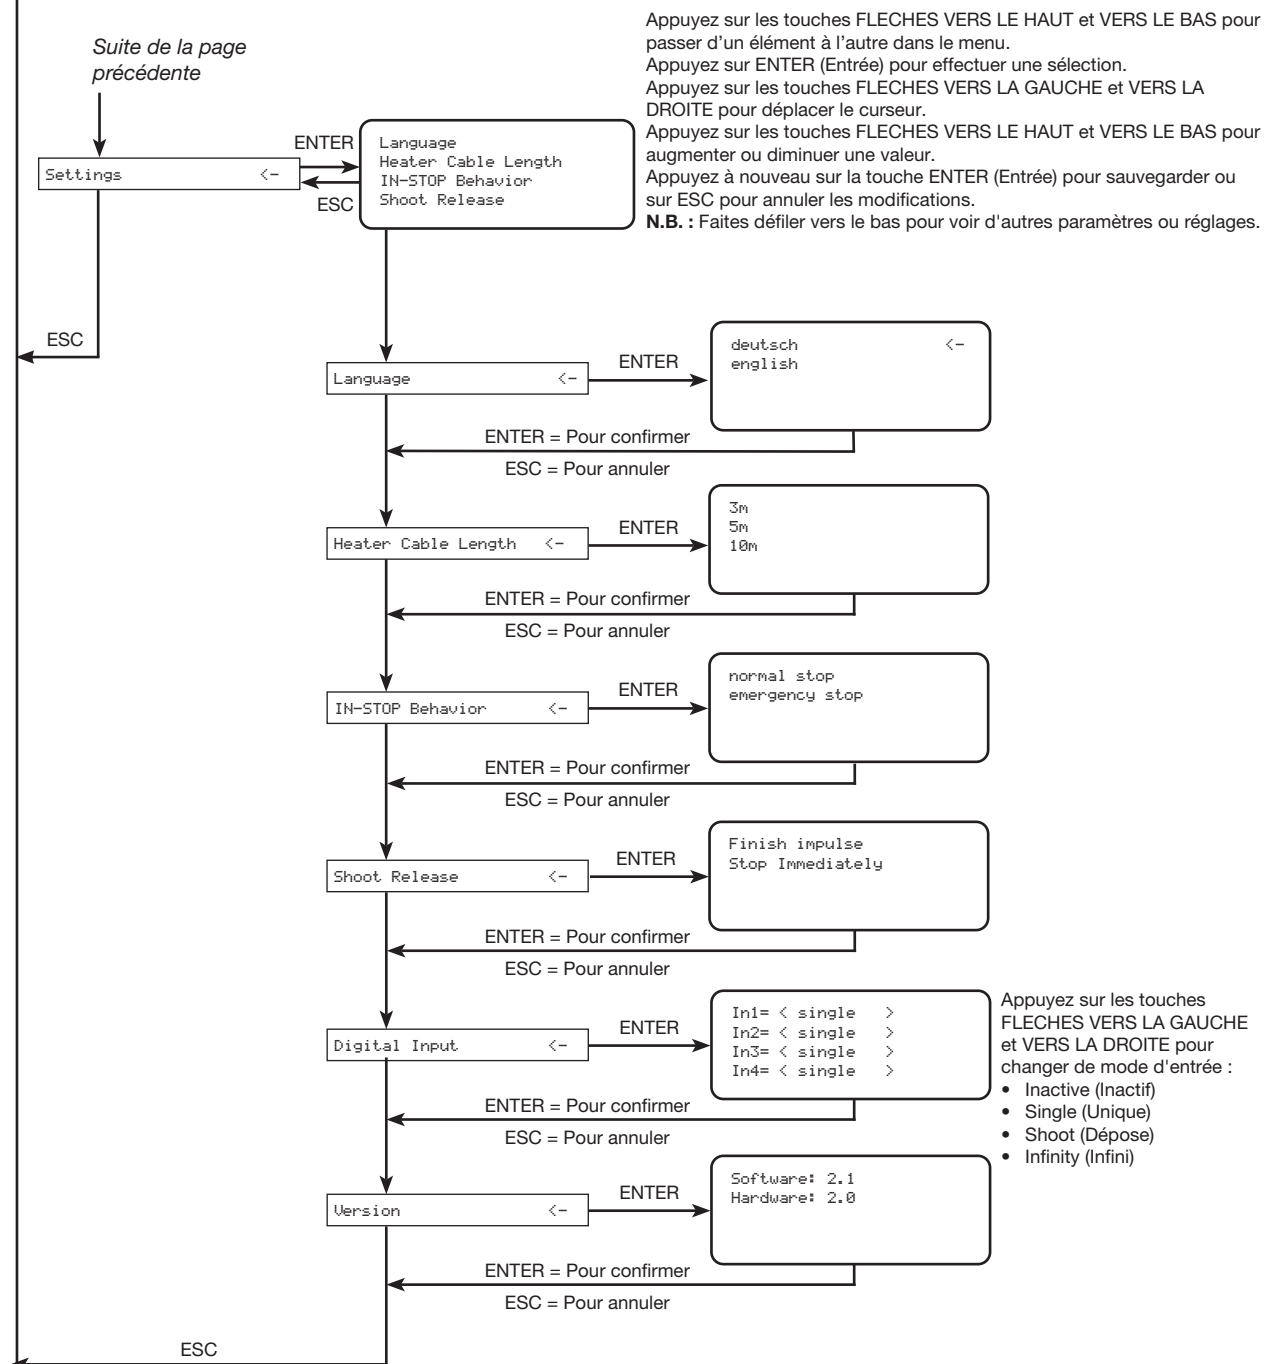 Appuyez sur les touches FLECHES VERS LE HAUT et VERS LE BAS pour
passer d’un élément à l’autre dans le menu.
Appuyez sur ENTER (Entrée) pour effectuer une sélection.
Appuyez sur les touches FLECHES VERS LA GAUCHE et VERS LA
DROITE pour déplacer le curseur.
Appuyez sur les touches FLECHES VERS LE HAUT et VERS LE BAS pour
augmenter ou diminuer une valeur.
Appuyez à nouveau sur la touche ENTER (Entrée) pour sauvegarder ou
sur ESC pour annuler les modifications.
N.B. : Faites défiler vers le bas pour voir d'autres paramètres ou réglages.
Suite de la page
précédente
Settings <-
ENTER
ESC
Language
Heater Cable Length
IN-STOP Behavior
Shoot Release
ESC
Language <-
ENTER
deutsch <-
english
ENTER = Pour confirmer
ESC = Pour annuler
Heater Cable Length <-
ENTER
3m
5m
10m
ENTER = Pour confirmer
ESC = Pour annuler
IN-STOP Behavior <-
ENTER
normal stop
emergency stop
ENTER = Pour confirmer
ESC = Pour annuler
Shoot Release <-
ENTER
Finish impulse
Stop Immediately
ENTER = Pour confirmer
ESC = Pour annuler
Digital Input <-
ENTER
In1= < single >
In2= < single >
In3= < single >
In4= < single >
Appuyez sur les touches
FLECHES VERS LA GAUCHE
et VERS LA DROITE pour
changer de mode d'entrée :
• Inactive (Inactif)
• Single (Unique)
• Shoot (Dépose)
• Infinity (Infini)
ENTER = Pour confirmer
ESC = Pour annuler
Version <-
ENTER
Software: 2.1
Hardware: 2.0
ENTER = Pour confirmer
ESC = Pour annuler
ESC